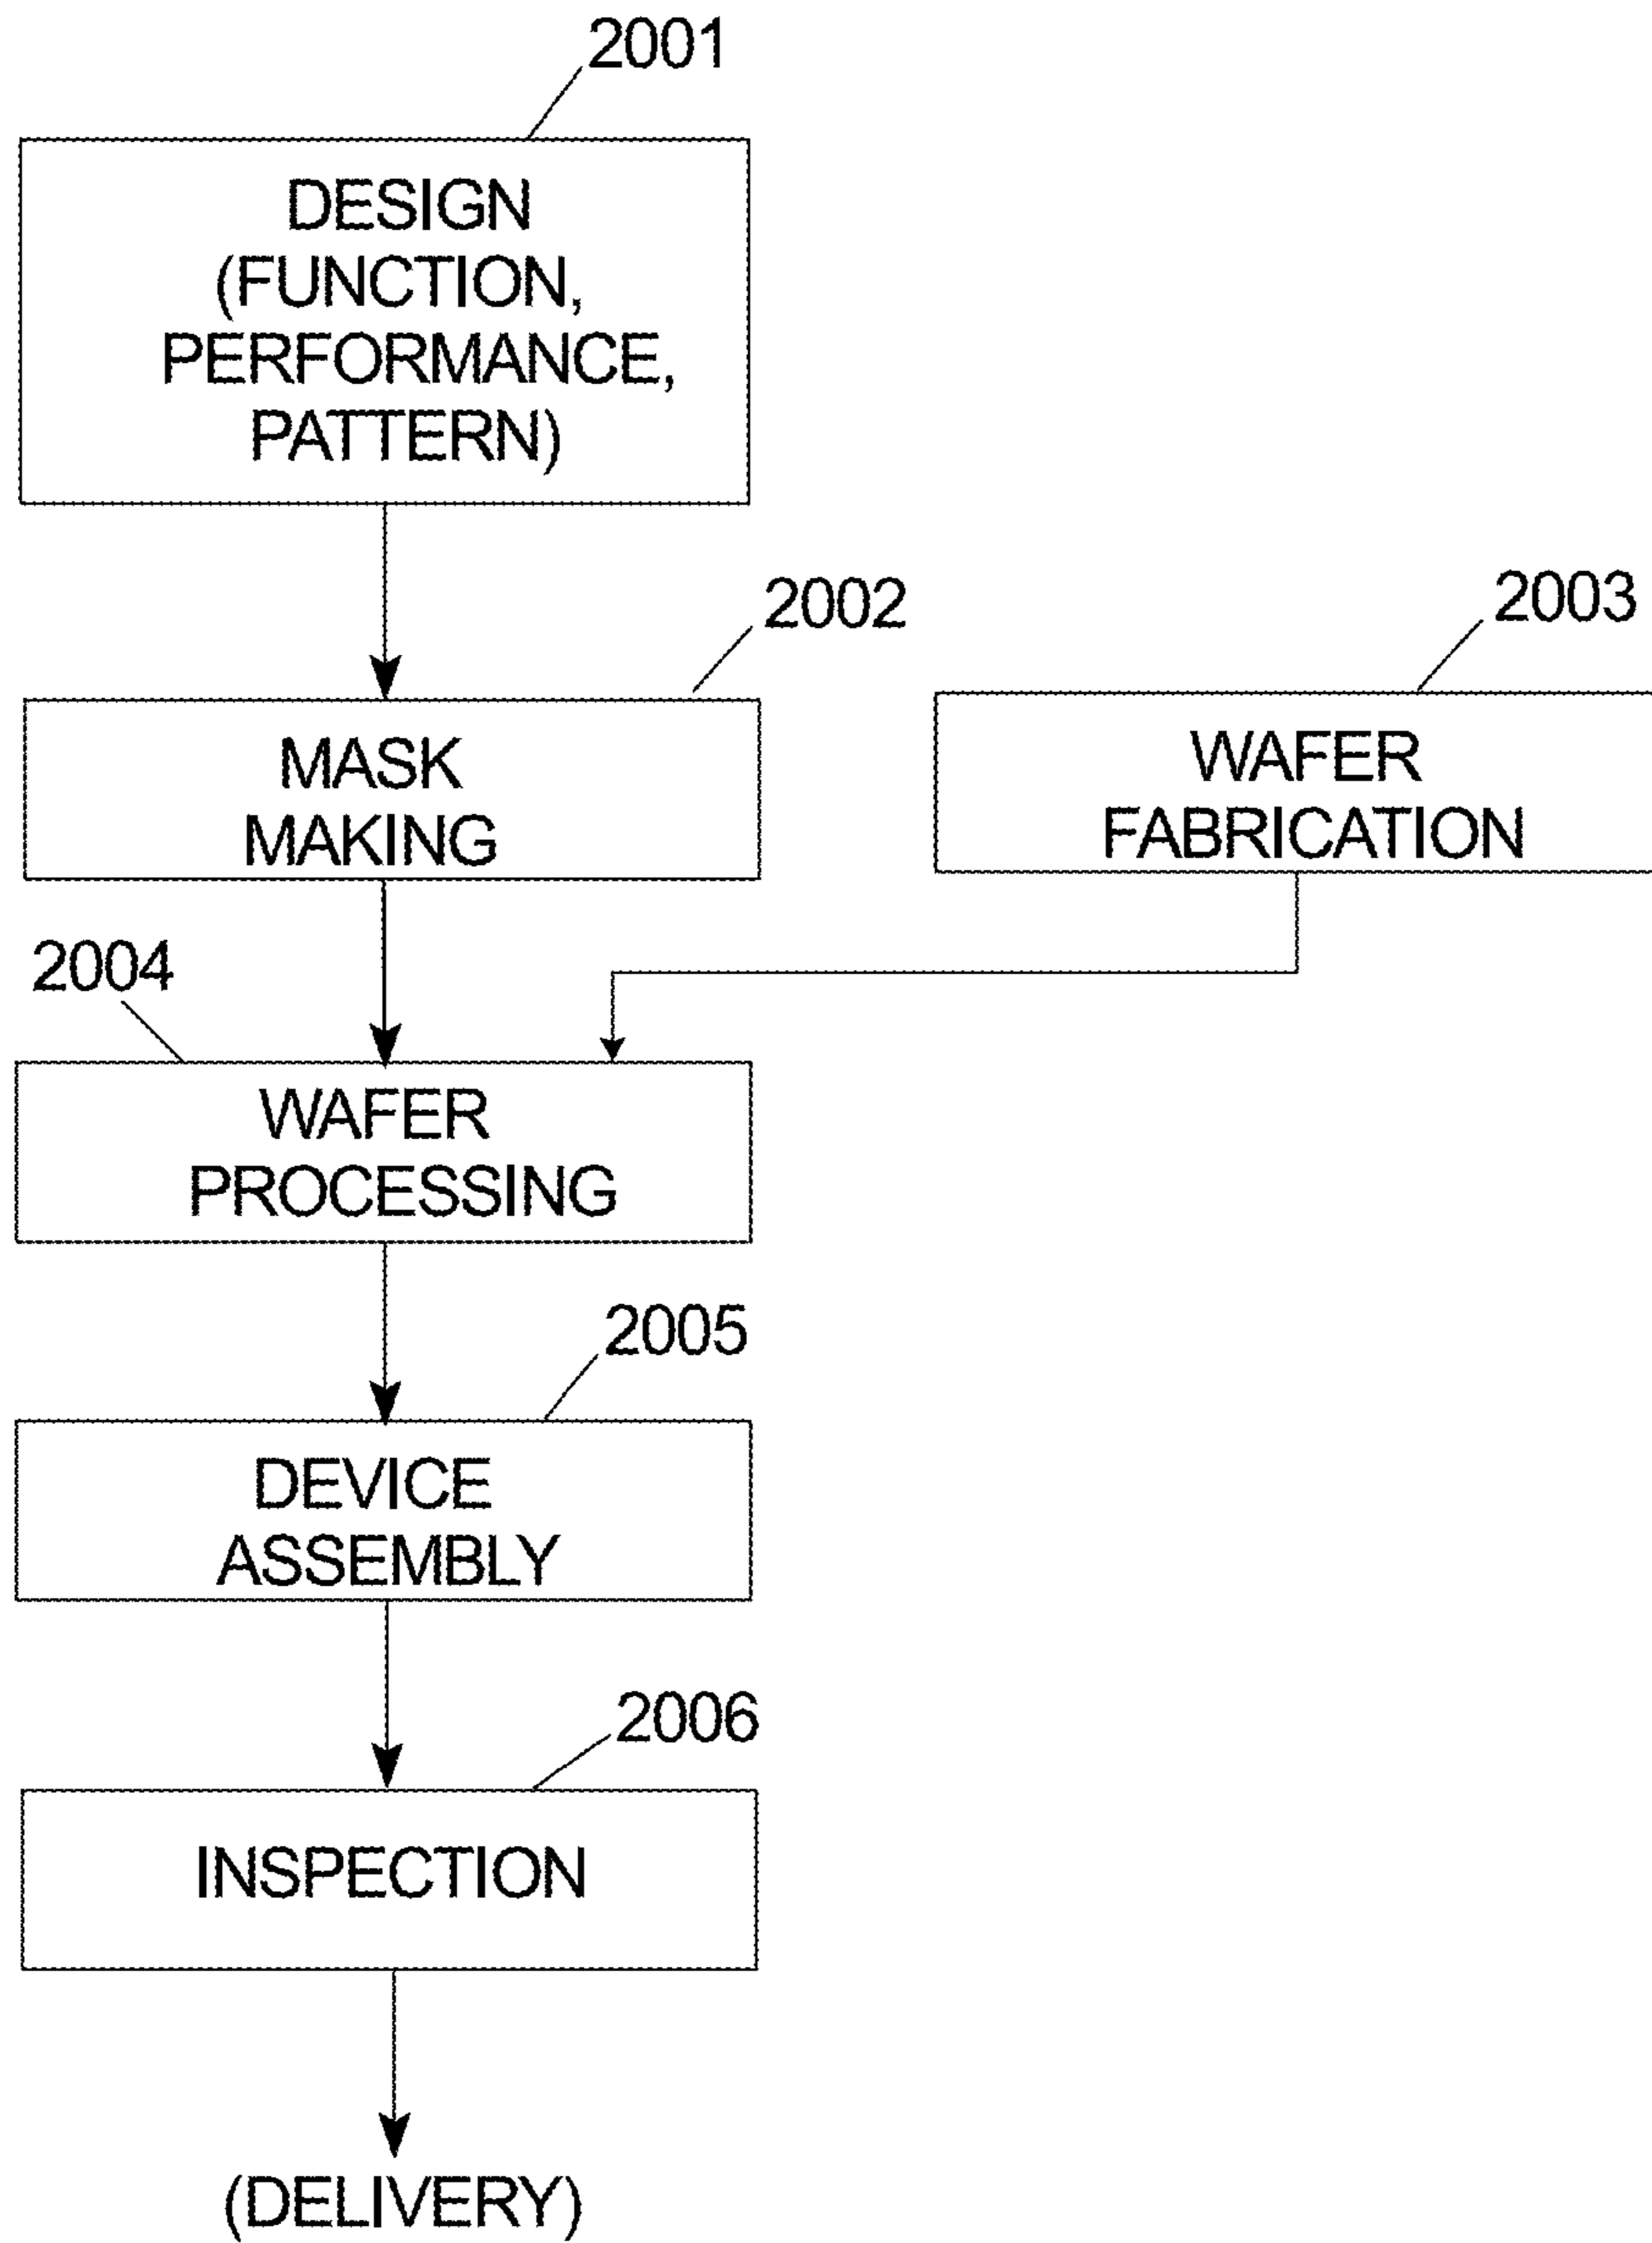 2001
DESIGN
(FUNCTION,
PERFORMANCE,
PATTERN)
2002
MASK
MAKING
2003
WAFER
FABRICATION
2004
WAFER
PROCESSING
2005
DEVICE
ASSEMBLY
2006
INSPECTION
(DELIVERY)